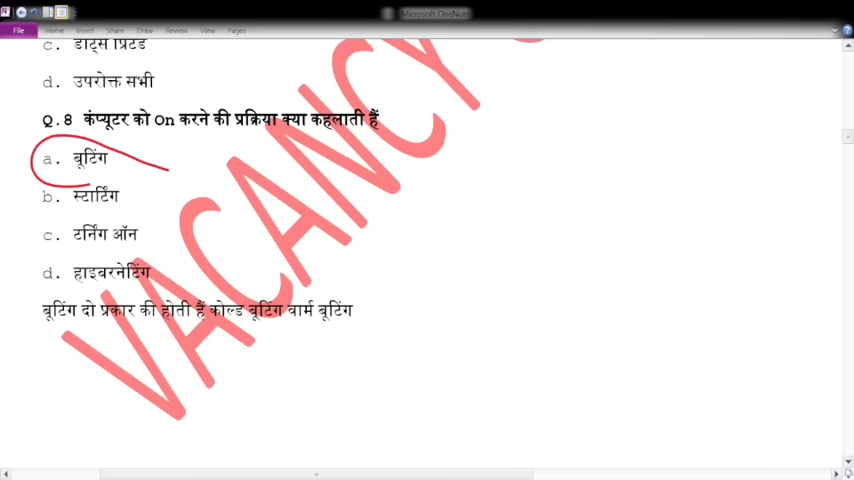 Microsoft OneNote
File Home Insert Share Draw Review View Pages
c. डॉट्स प्रिंटेड
d. उपरोक्त सभी
Q.8 कंप्यूटर को On करने की प्रक्रिया क्या कहलाती हैं
a. बूटिंग
b. स्टार्टिंग
c. टर्निंग ऑन
d. हाइबरनेटिंग
बूटिंग दो प्रकार की होती हैं कोल्ड बूटिंग वार्म बूटिंग
VACANCY